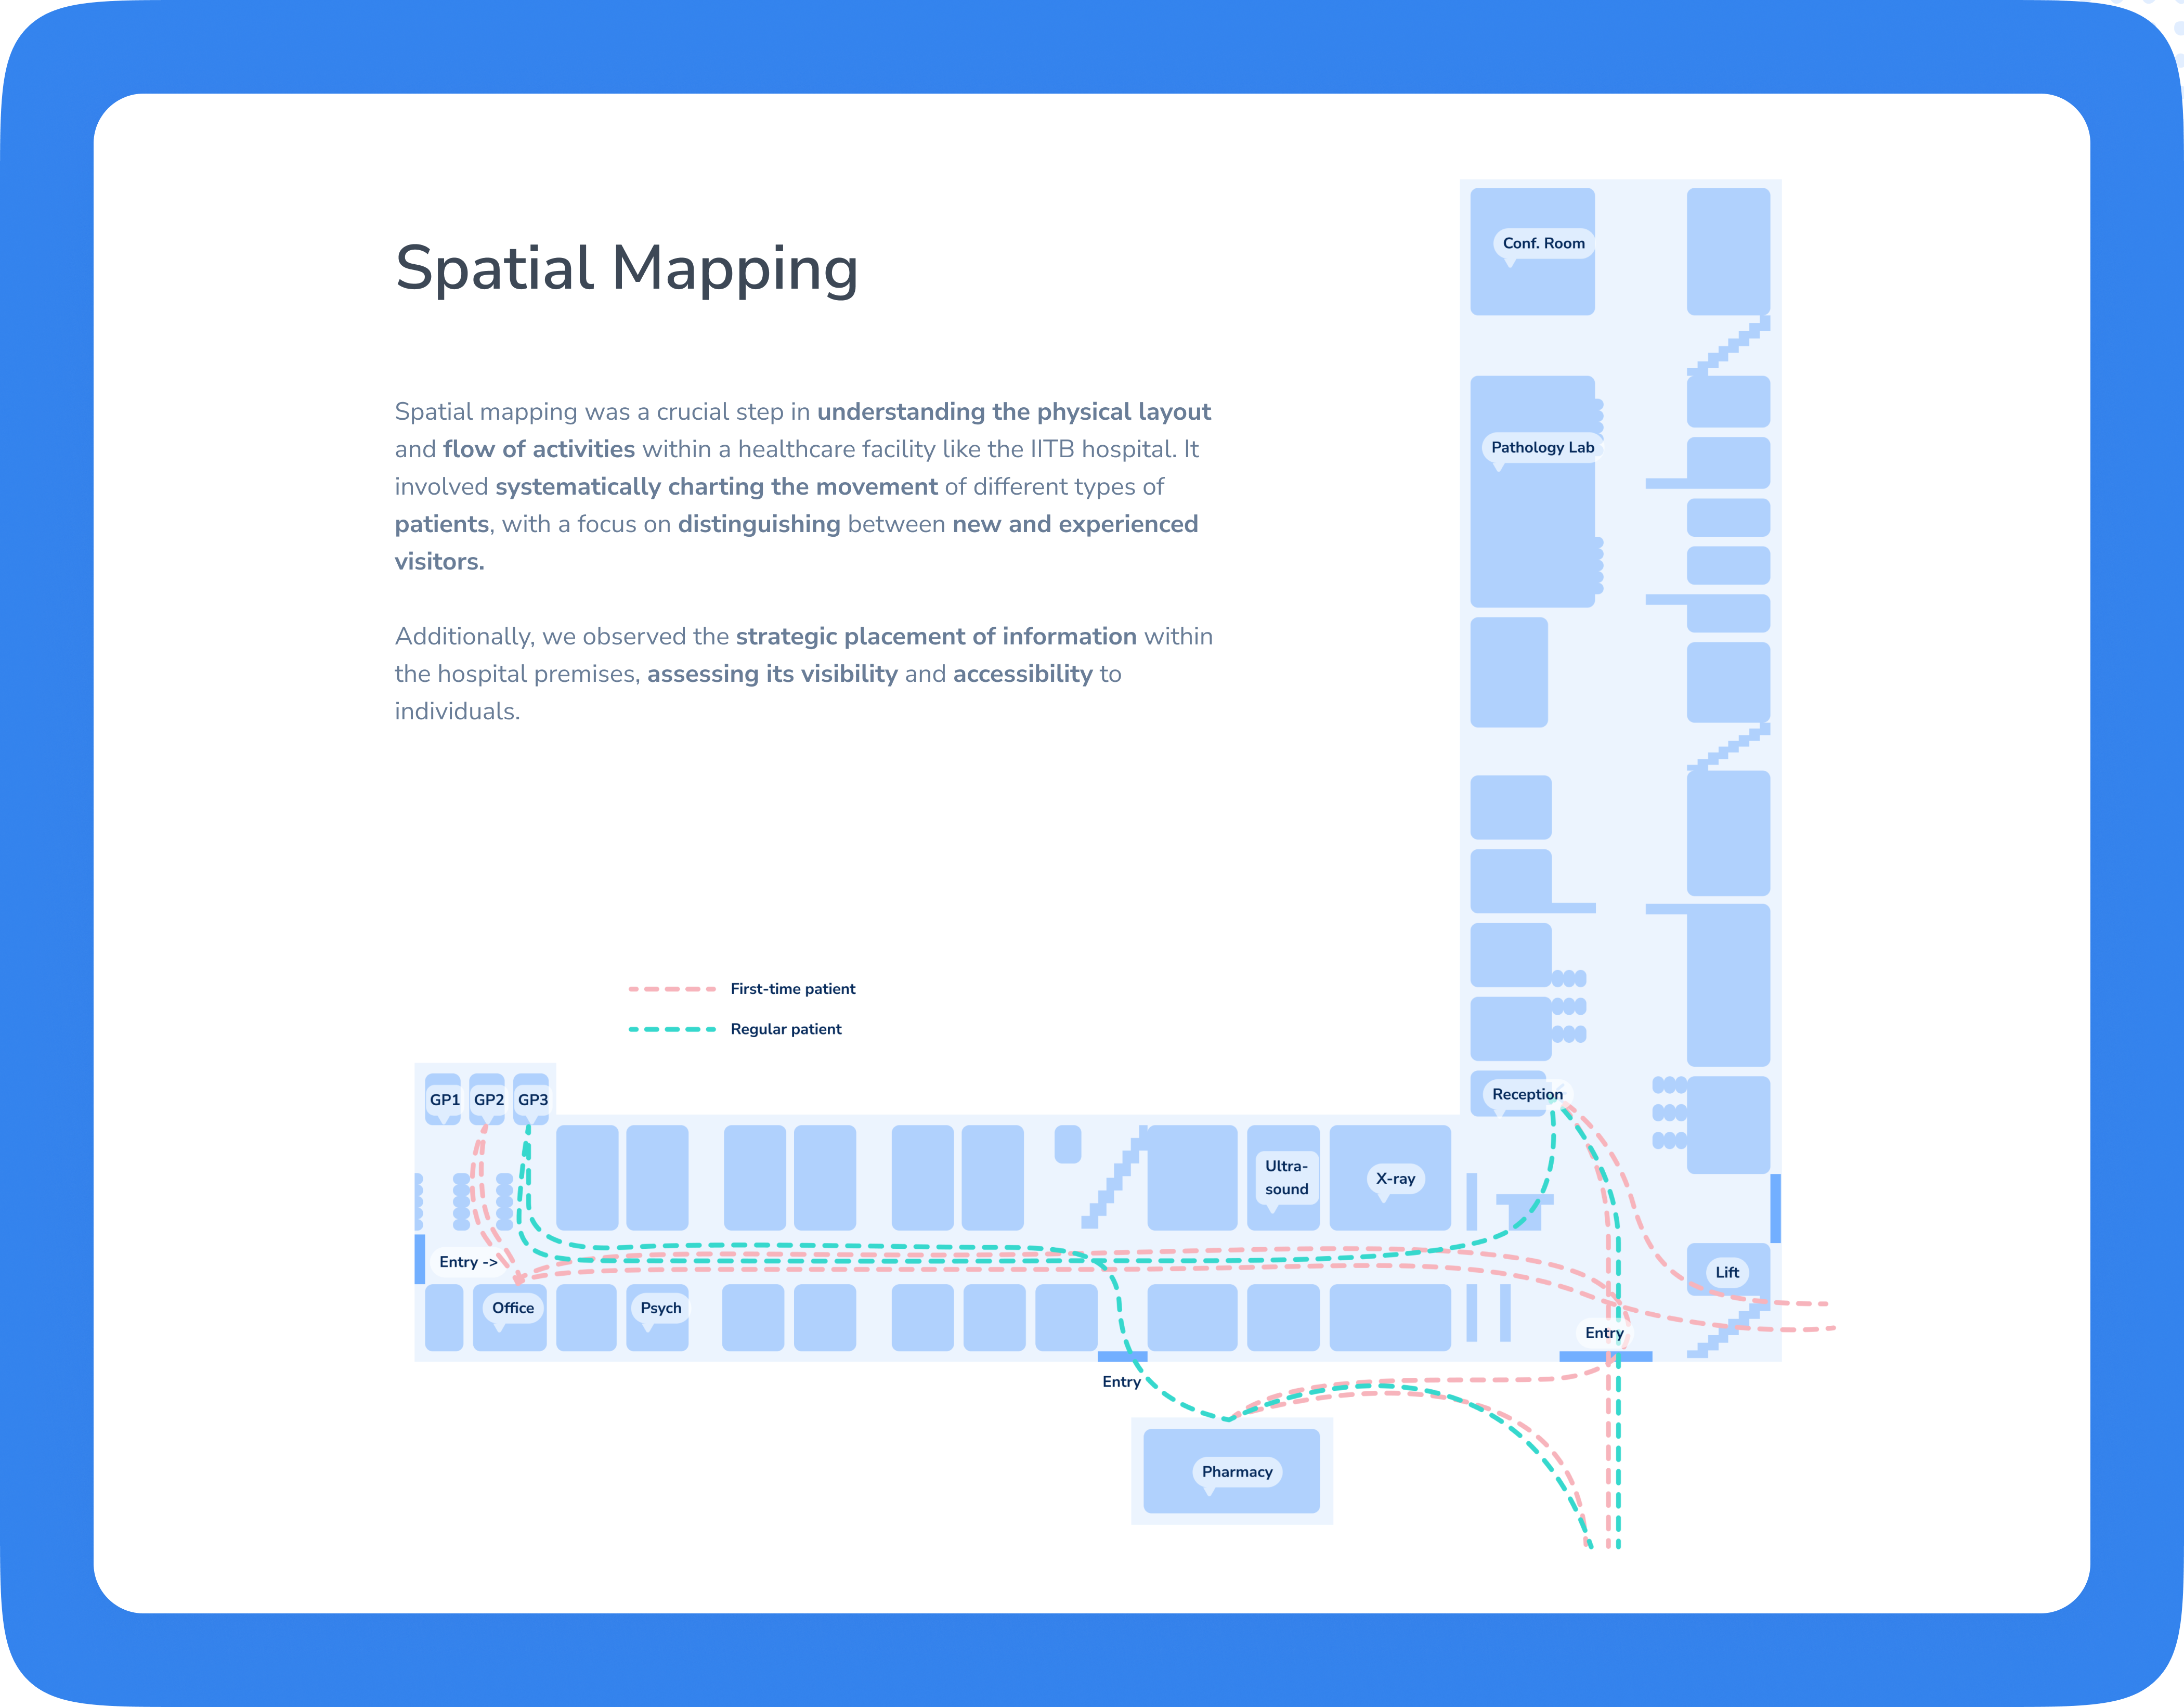 Spatial Mapping
Spatial mapping was a crucial step in understanding the physical layout
and flow of activities within a healthcare facility like the IITB hospital. It
involved systematically charting the movement of different types of
patients, with a focus on distinguishing between new and experienced
visitors.
Additionally, we observed the strategic placement of information within
the hospital premises, assessing its visibility and accessibility to
individuals.
Conf. Room
Pathology Lab
First-time patient
Regular patient
GP1
GP2
GP3
Reception
Ultra-
sound
X-ray
Entry ->
Lift
Office
Psych
Entry
Entry
Pharmacy